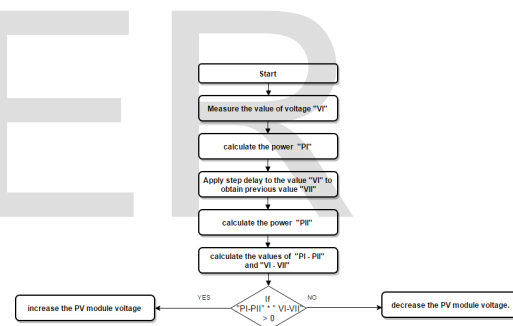 ER
Start
Measure the value of voltage "VI"
calculate the power "PI"
Apply step delay to the value "VI" to
obtain previous value "VII"
calculate the power "PII"
calculate the values of "PI - PII"
and "VI - VII"
YES
If
"PI-PII" * " VI-VII"
> 0
NO
increase the PV module voltage
decrease the PV module voltage.